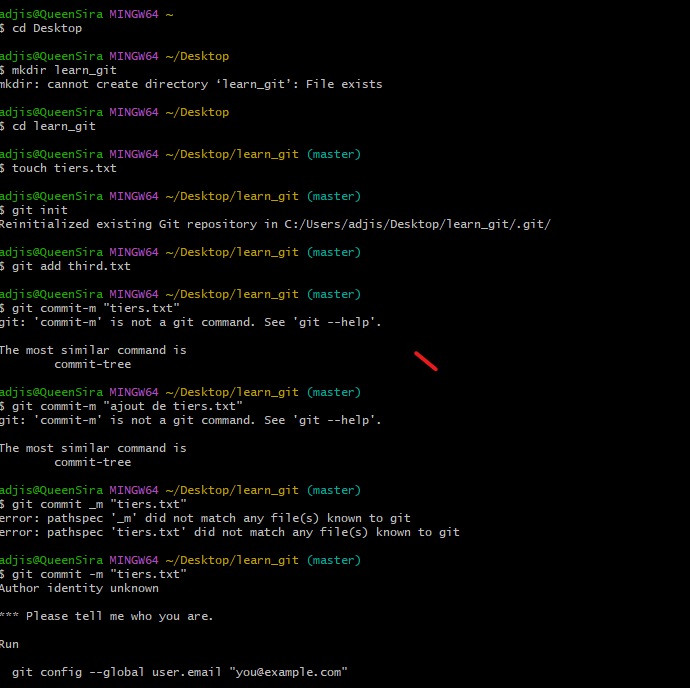 adjis@QueenSira MINGW64 ~
$ cd Desktop
adjis@QueenSira MINGW64 ~/Desktop
$ mkdir learn_git
mkdir: cannot create directory ‘learn_git’: File exists
adjis@QueenSira MINGW64 ~/Desktop
$ cd learn_git
adjis@QueenSira MINGW64 ~/Desktop/learn_git (master)
$ touch tiers.txt
adjis@QueenSira MINGW64 ~/Desktop/learn_git (master)
$ git init
Reinitialized existing Git repository in C:/Users/adjis/Desktop/learn_git/.git/
adjis@QueenSira MINGW64 ~/Desktop/learn_git (master)
$ git add third.txt
adjis@QueenSira MINGW64 ~/Desktop/learn_git (master)
$ git commit-m "tiers.txt"
git: 'commit-m' is not a git command. See 'git --help'.
The most similar command is
commit-tree
adjis@QueenSira MINGW64 ~/Desktop/learn_git (master)
$ git commit-m "ajout de tiers.txt"
git: 'commit-m' is not a git command. See 'git --help'.
The most similar command is
commit-tree
adjis@QueenSira MINGW64 ~/Desktop/learn_git (master)
$ git commit _m "tiers.txt"
error: pathspec '_m' did not match any file(s) known to git
error: pathspec 'tiers.txt' did not match any file(s) known to git
adjis@QueenSira MINGW64 ~/Desktop/learn_git (master)
$ git commit -m "tiers.txt"
Author identity unknown
*** Please tell me who you are.
Run
git config --global user.email "you@example.com"